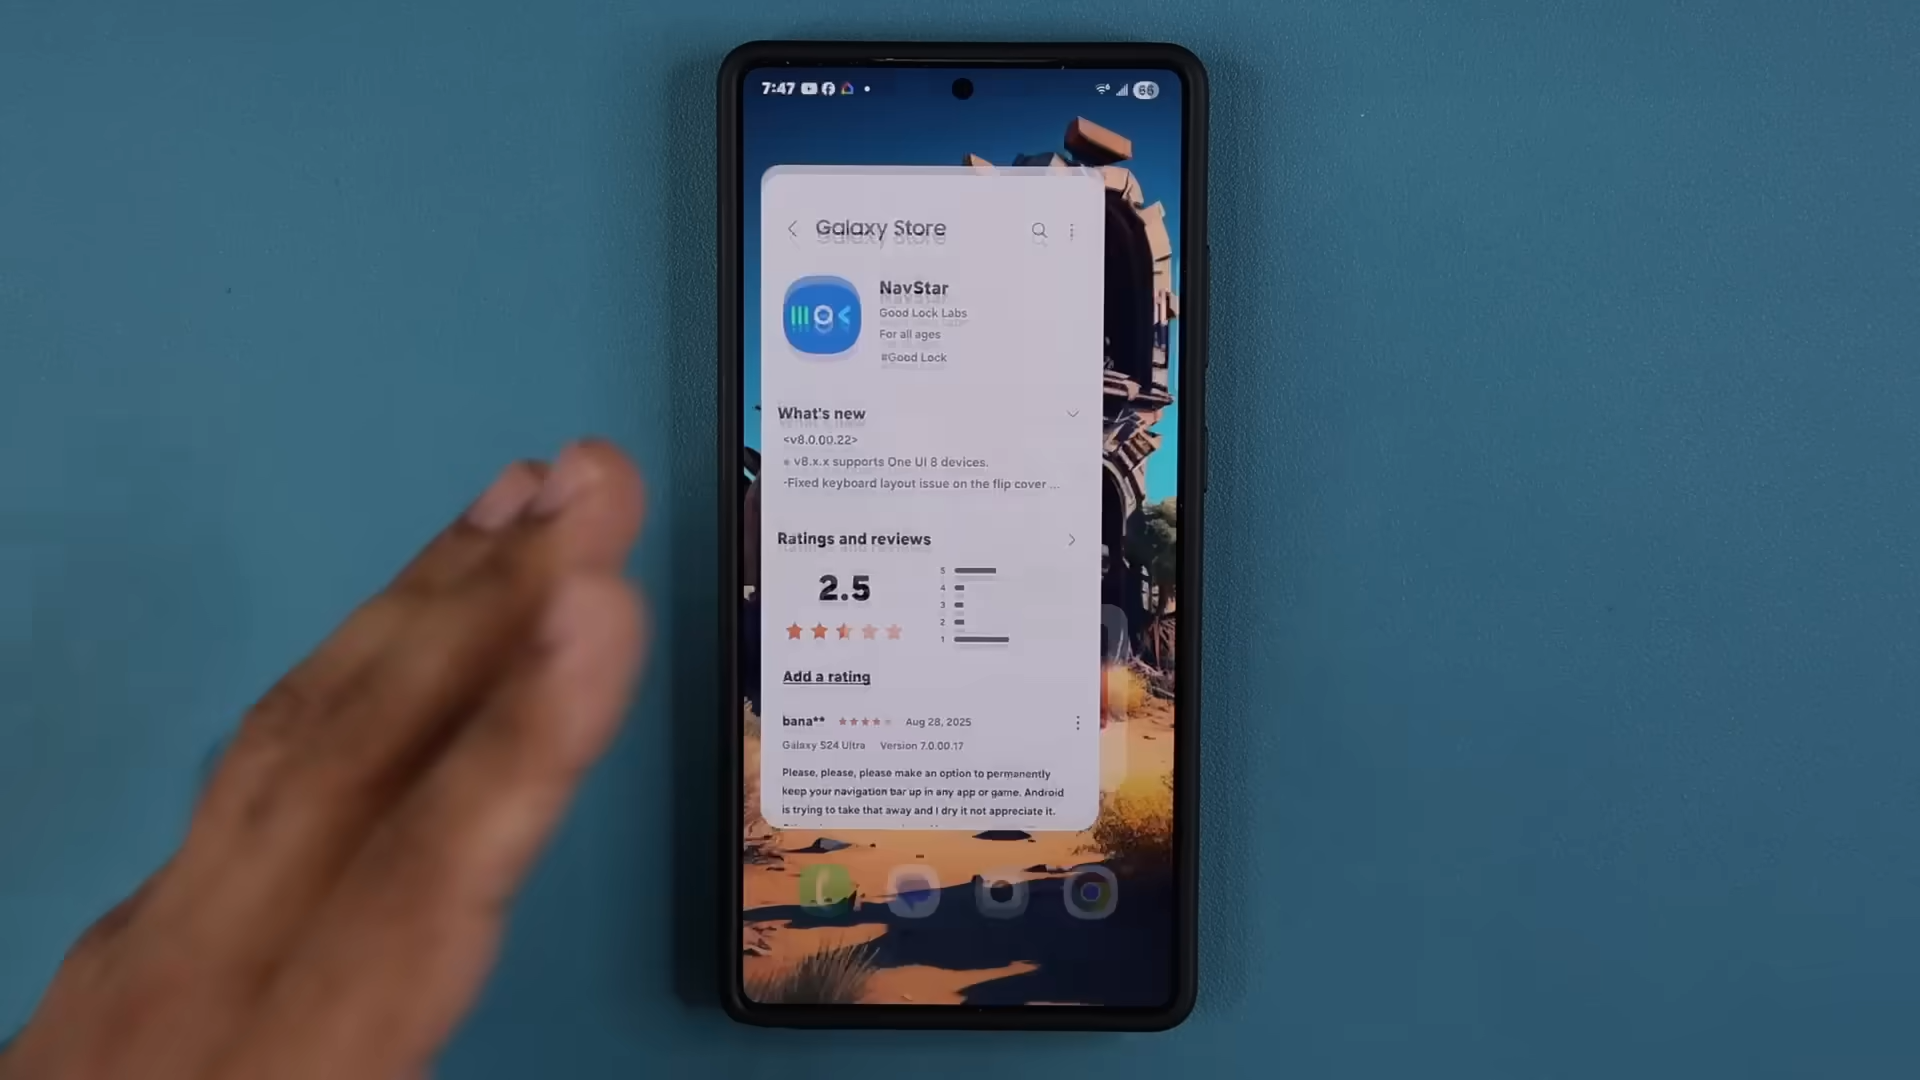 7:47
66
Galaxy Store
NavStar
Good Lock Labs
For all ages
#Good Lock
What's new
<v8.0.00.22>
v8.x.x supports One UI 8 devices.
-Fixed keyboard layout issue on the flip cover ...
Ratings and reviews
2.5
5
4
3
2
1
Add a rating
bana** Aug 28, 2025
Galaxy S24 Ultra Version 7.0.00.17
Please, please, please make an option to permanently
keep your navigation bar up in any app or game. Android
is trying to take that away and I dry it not appreciate it.